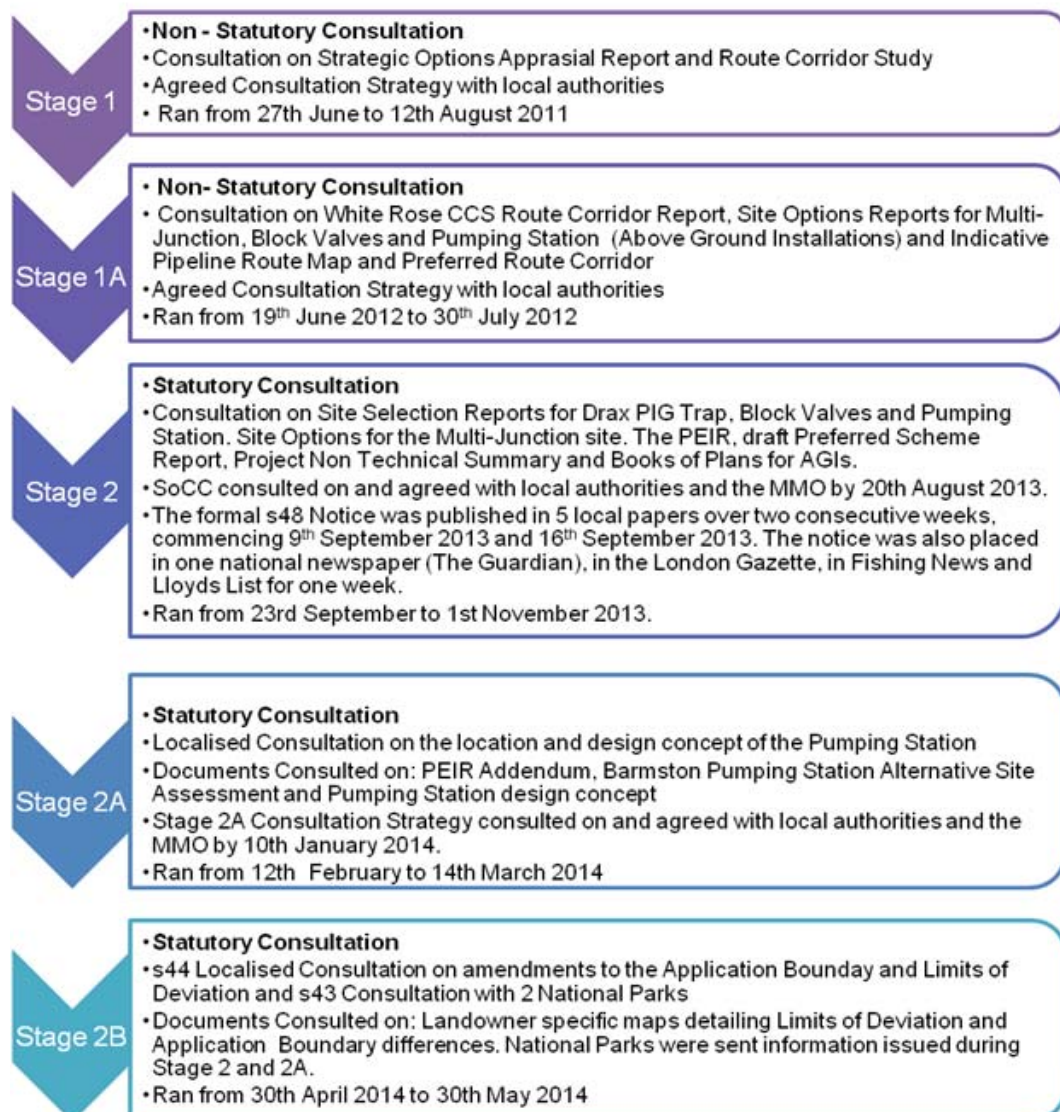 Stage 1
• Non - Statutory Consultation
• Consultation on Strategic Options Apprasial Report and Route Corridor Study
• Agreed Consultation Strategy with local authorities
• Ran from 27th June to 12th August 2011
Stage 1A
• Non- Statutory Consultation
• Consultation on White Rose CCS Route Corridor Report, Site Options Reports for Multi-
Junction, Block Valves and Pumping Station (Above Ground Installations) and Indicative
Pipeline Route Map and Preferred Route Corridor
• Agreed Consultation Strategy with local authorities
• Ran from 19th June 2012 to 30th July 2012
Stage 2
• Statutory Consultation
• Consultation on Site Selection Reports for Drax PIG Trap, Block Valves and Pumping
Station. Site Options for the Multi-Junction site. The PEIR, draft Preferred Scheme
Report, Project Non Technical Summary and Books of Plans for AGIs.
• SoCC consulted on and agreed with local authorities and the MMO by 20th August 2013.
• The formal s48 Notice was published in 5 local papers over two consecutive weeks,
commencing 9th September 2013 and 16th September 2013. The notice was also placed
in one national newspaper (The Guardian), in the London Gazette, in Fishing News and
Lloyds List for one week.
• Ran from 23rd September to 1st November 2013.
Stage 2A
• Statutory Consultation
• Localised Consultation on the location and design concept of the Pumping Station
• Documents Consulted on: PEIR Addendum, Barmston Pumping Station Alternative Site
Assessment and Pumping Station design concept
• Stage 2A Consultation Strategy consulted on and agreed with local authorities and the
MMO by 10th January 2014.
• Ran from 12th February to 14th March 2014
Stage 2B
• Statutory Consultation
• s44 Localised Consultation on amendments to the Application Bounday and Limits of
Deviation and s43 Consultation with 2 National Parks
• Documents Consulted on: Landowner specific maps detailing Limits of Deviation and
Application Boundary differences. National Parks were sent information issued during
Stage 2 and 2A.
• Ran from 30th April 2014 to 30th May 2014